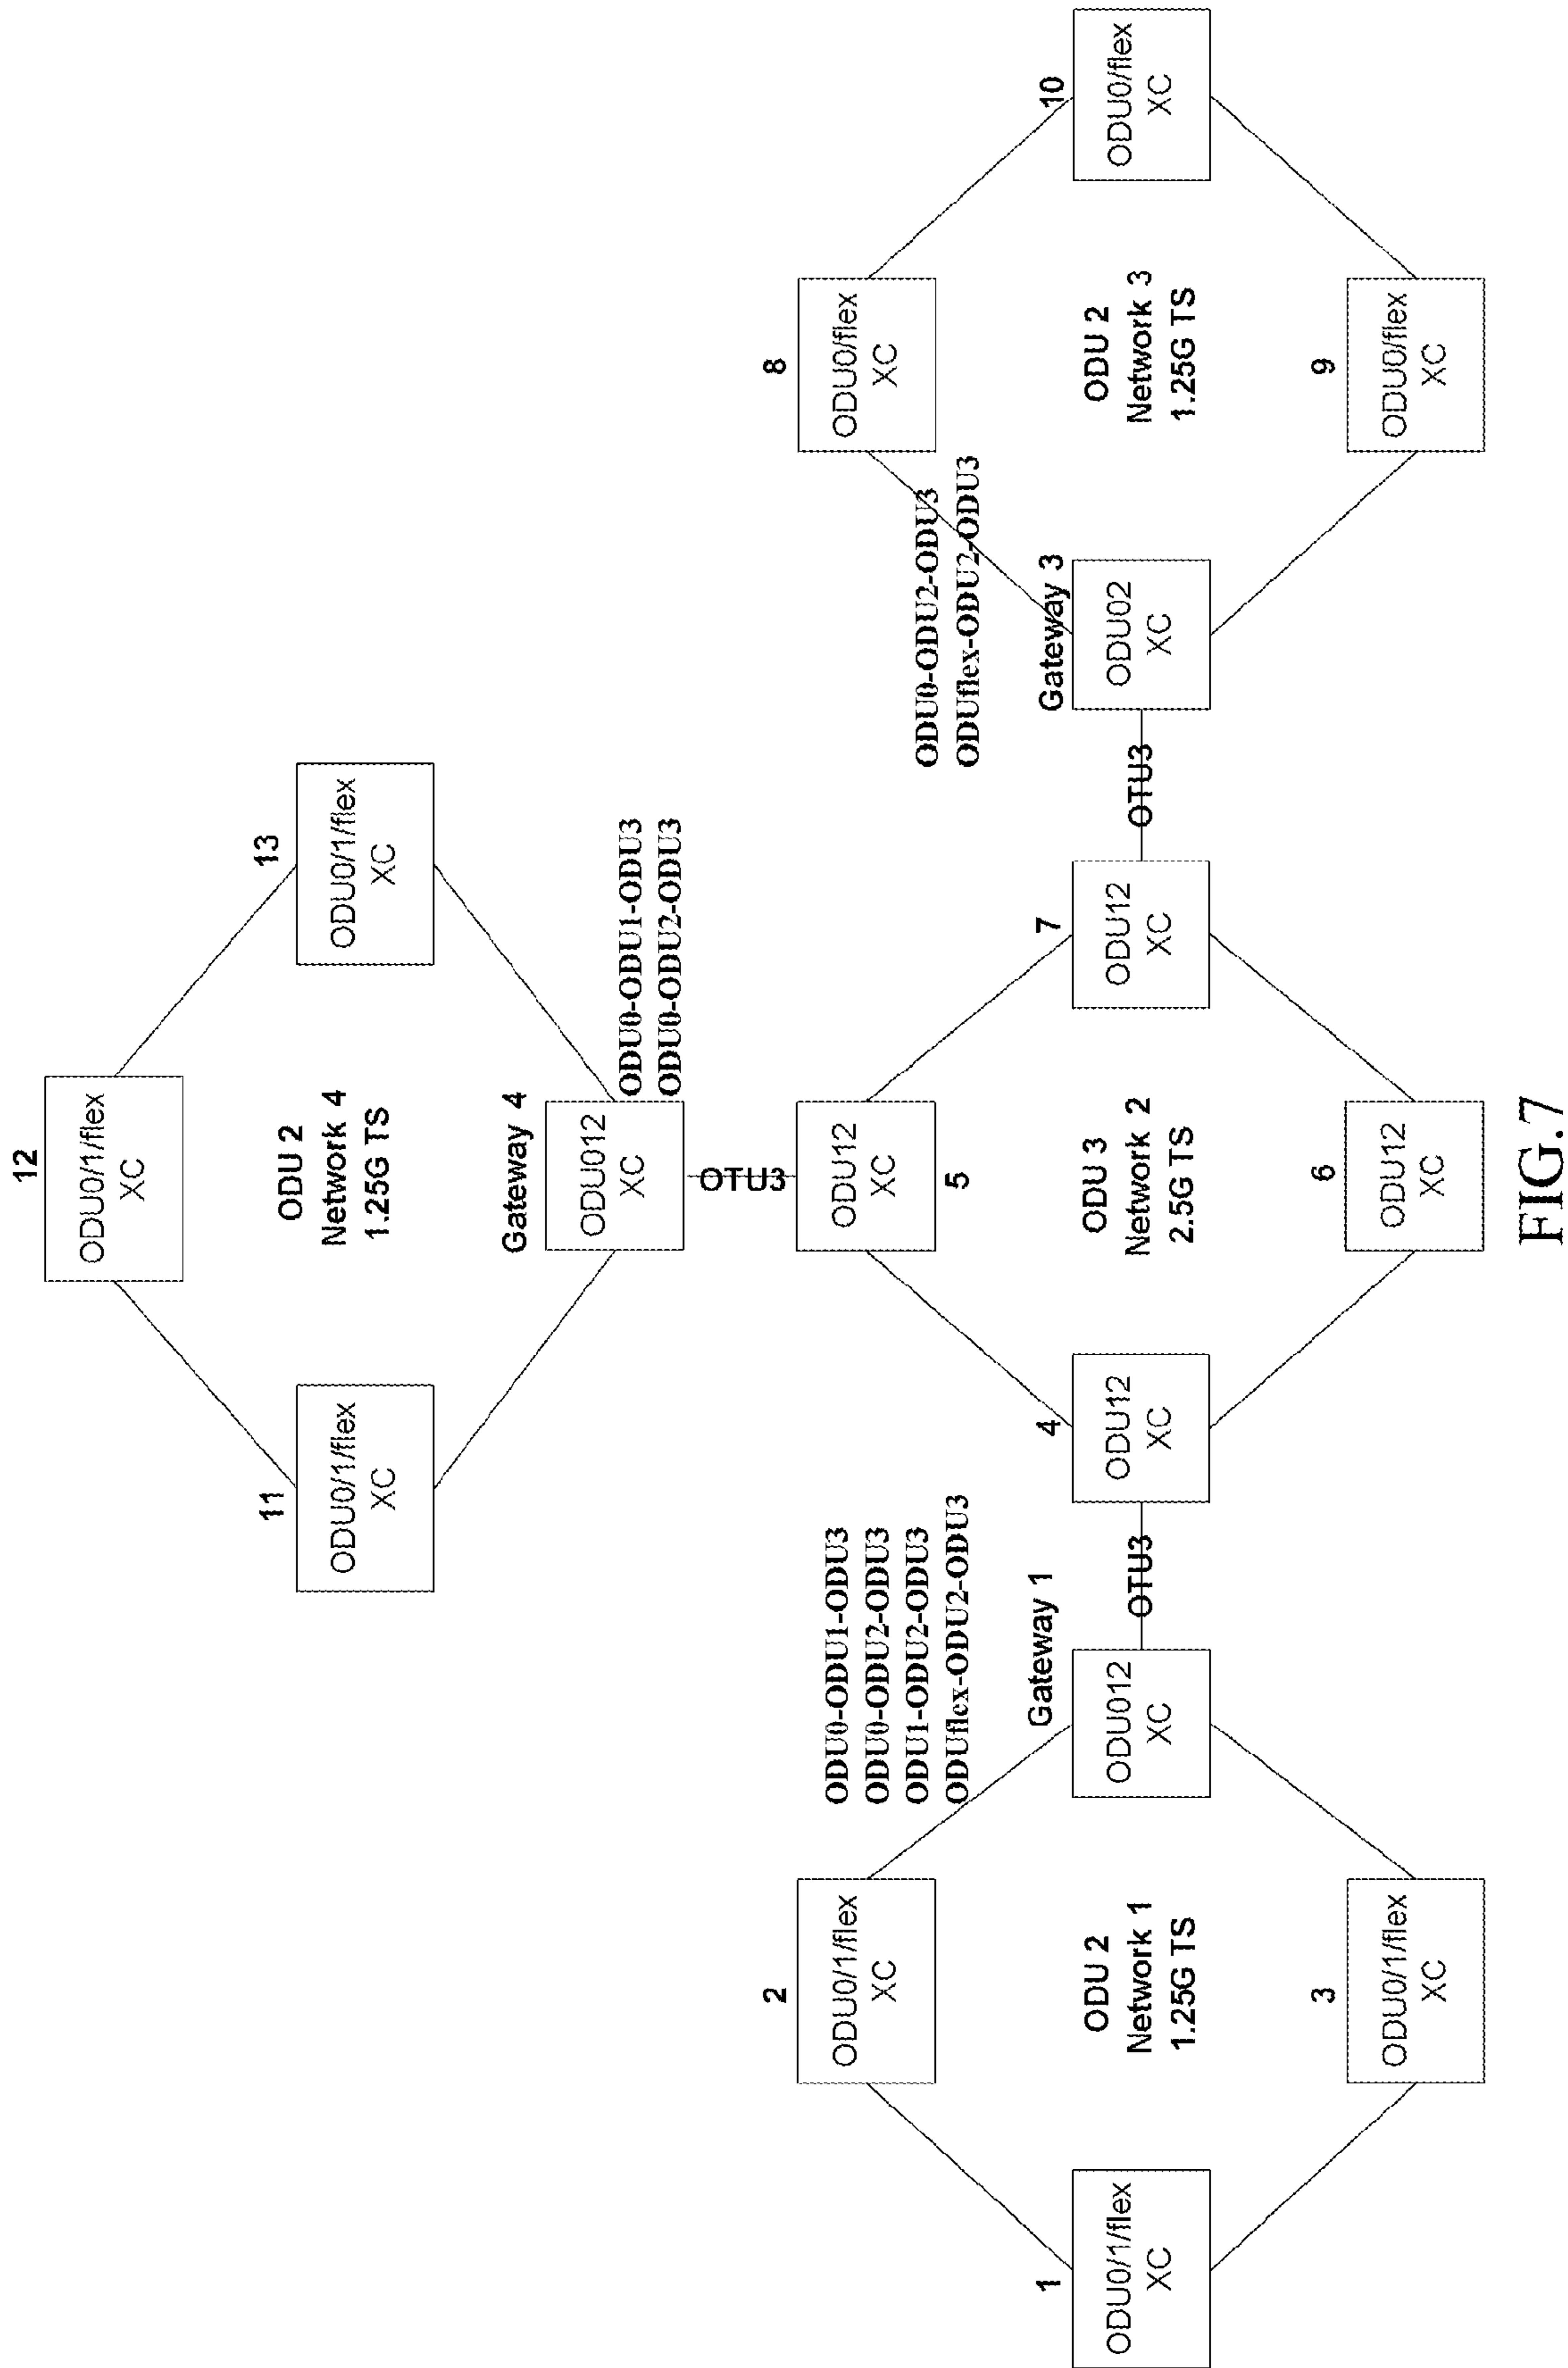 12
ODU0/1/flex
XC
11
ODU0/1/flex
XC
ODU 2
Network 4
1.25G TS
13
ODU0/1/flex
XC
Gateway 4
ODU012
XC
ODU0-ODU1-ODU3
ODU0-ODU2-ODU3
OTU3
2
ODU0/1/flex
XC
ODU0-ODU1-ODU3
ODU0-ODU2-ODU3
ODU1-ODU2-ODU3
ODUflex-ODU2-ODU3
ODU12
XC
5
ODU0-ODU2-ODU3
ODUflex-ODU2-ODU3
8
ODU0/flex
XC
1
ODU0/1/flex
XC
ODU 2
Network 1
1.25G TS
Gateway 1
ODU012
XC
OTU3
4
ODU12
XC
ODU 3
Network 2
2.5G TS
7
ODU12
XC
OTU3
Gateway 3
ODU02
XC
ODU 2
Network 3
1.25G TS
10
ODU0/flex
XC
3
ODU0/1/flex
XC
6
ODU12
XC
9
ODU0/flex
XC
FIG.7